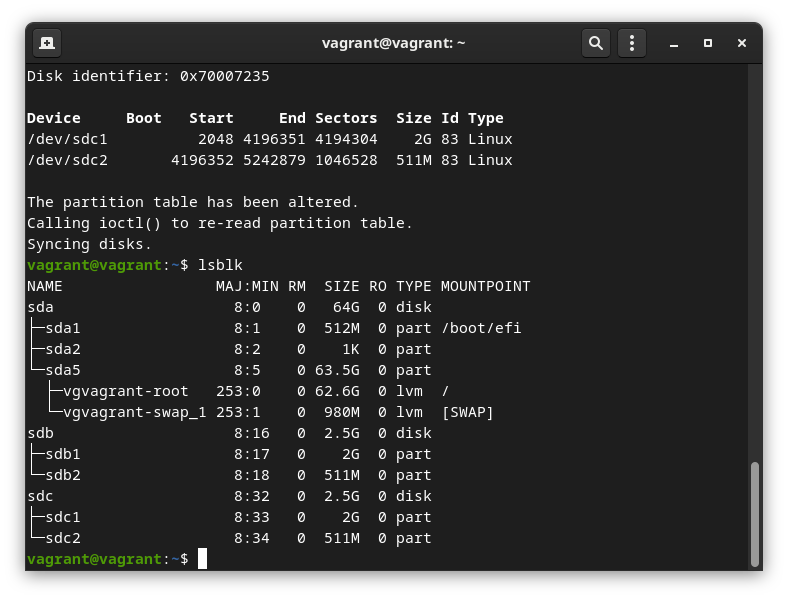 vagrant@vagrant: ~
Disk identifier: 0x70007235
Device     Boot   Start     End Sectors  Size Id Type
/dev/sdc1          2048 4196351 4194304    2G 83 Linux
/dev/sdc2       4196352 5242879 1046528  511M 83 Linux
The partition table has been altered.
Calling ioctl() to re-read partition table.
Syncing disks.
vagrant@vagrant:~$ lsblk
NAME                 MAJ:MIN RM  SIZE RO TYPE MOUNTPOINT
sda                    8:0    0   64G  0 disk
├─sda1                 8:1    0  512M  0 part /boot/efi
├─sda2                 8:2    0    1K  0 part
└─sda5                 8:5    0 63.5G  0 part
  ├─vgvagrant-root   253:0    0 62.6G  0 lvm  /
  └─vgvagrant-swap_1 253:1    0  980M  0 lvm  [SWAP]
sdb                    8:16   0  2.5G  0 disk
├─sdb1                 8:17   0    2G  0 part
└─sdb2                 8:18   0  511M  0 part
sdc                    8:32   0  2.5G  0 disk
├─sdc1                 8:33   0    2G  0 part
└─sdc2                 8:34   0  511M  0 part
vagrant@vagrant:~$